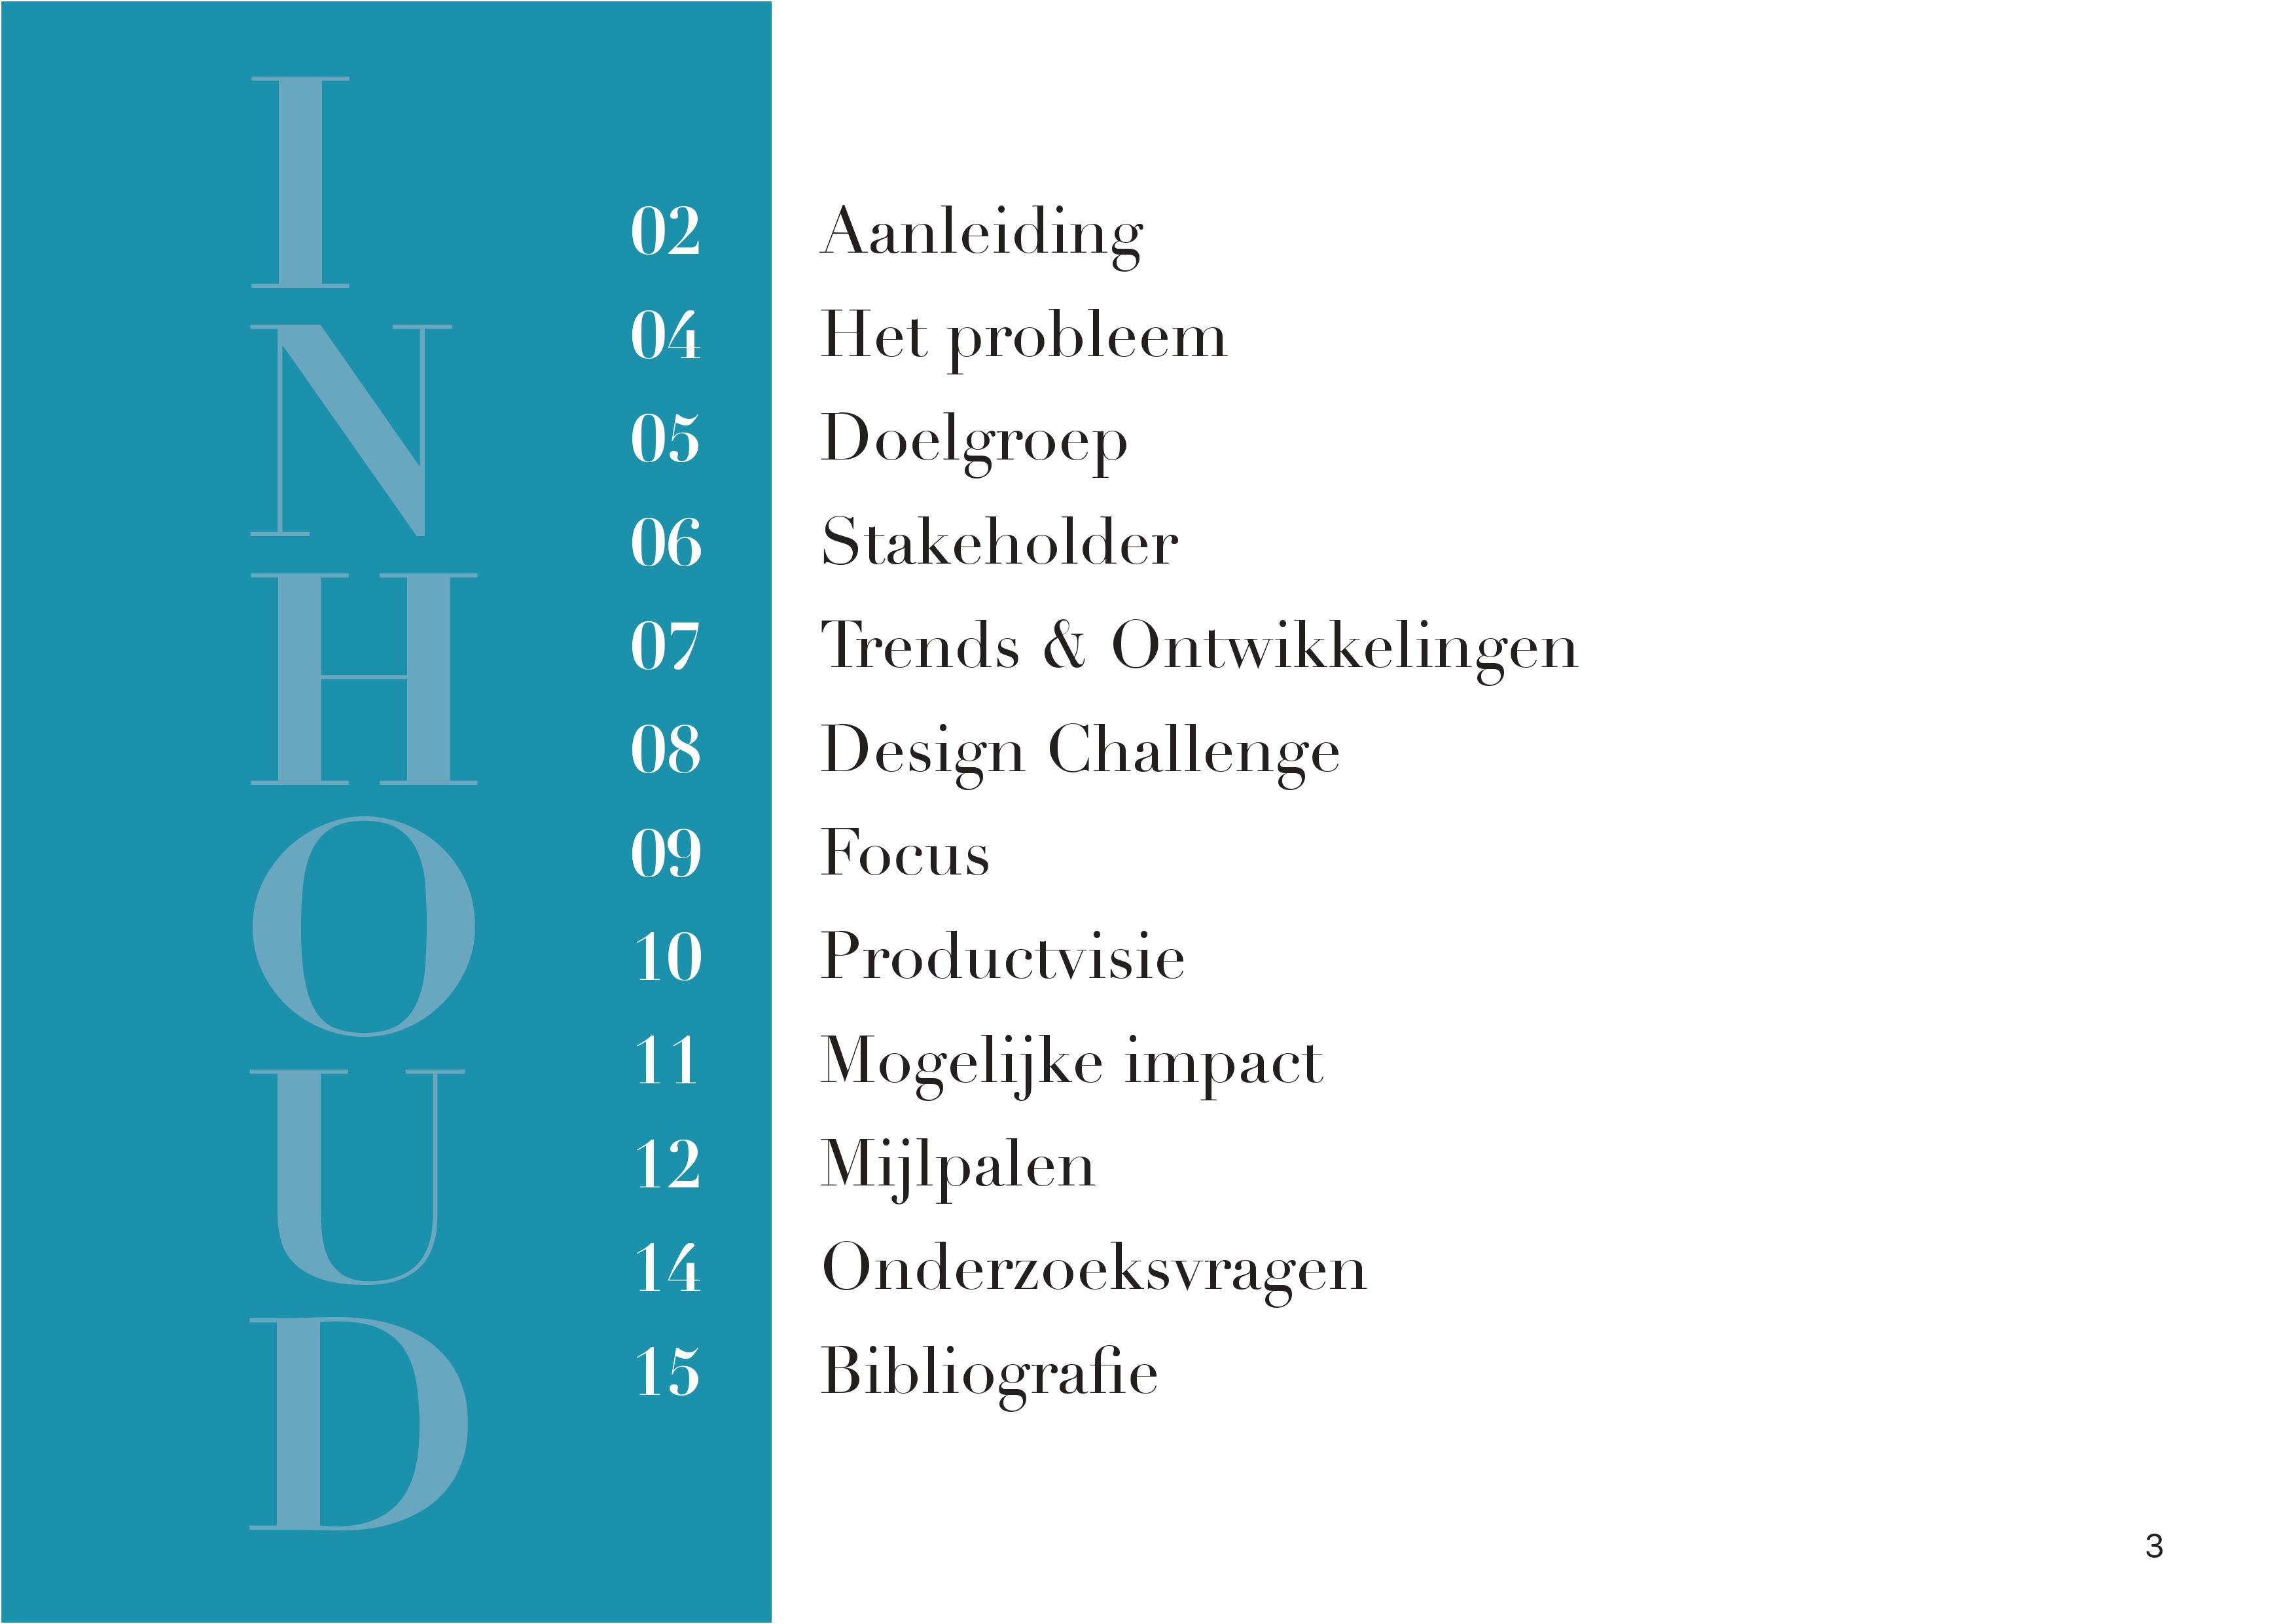 INHOUD
02 Aanleiding
04 Het probleem
05 Doelgroep
06 Stakeholder
07 Trends & Ontwikkelingen
08 Design Challenge
09 Focus
10 Productvisie
11 Mogelijke impact
12 Mijlpalen
14 Onderzoeksvragen
15 Bibliografie
3